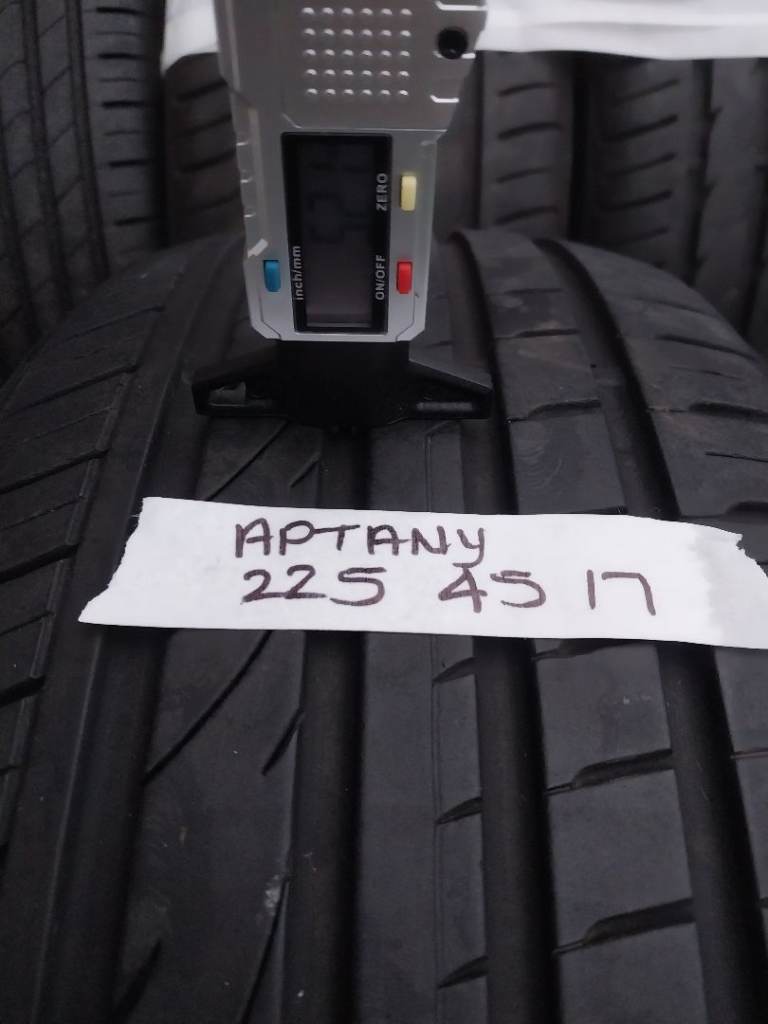 ZERO
inch/mm
ON/OFF
APTANY
225 45 17